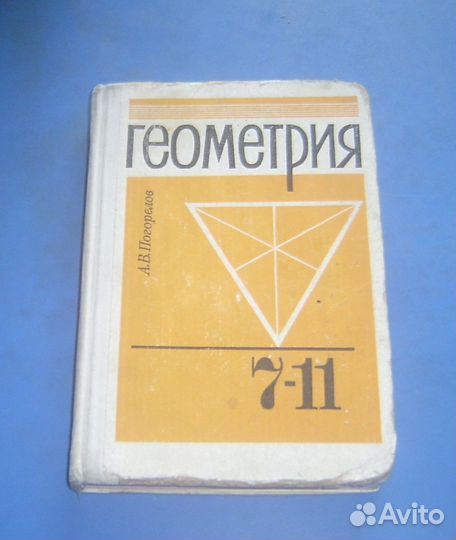 Геометрия
А.В.Погорелов
7-11
Avito